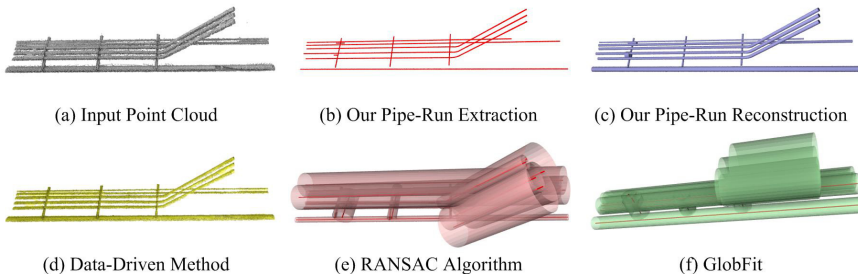 (a) Input Point Cloud
(b) Our Pipe-Run Extraction
(c) Our Pipe-Run Reconstruction
(d) Data-Driven Method
(e) RANSAC Algorithm
(f) GlobFit